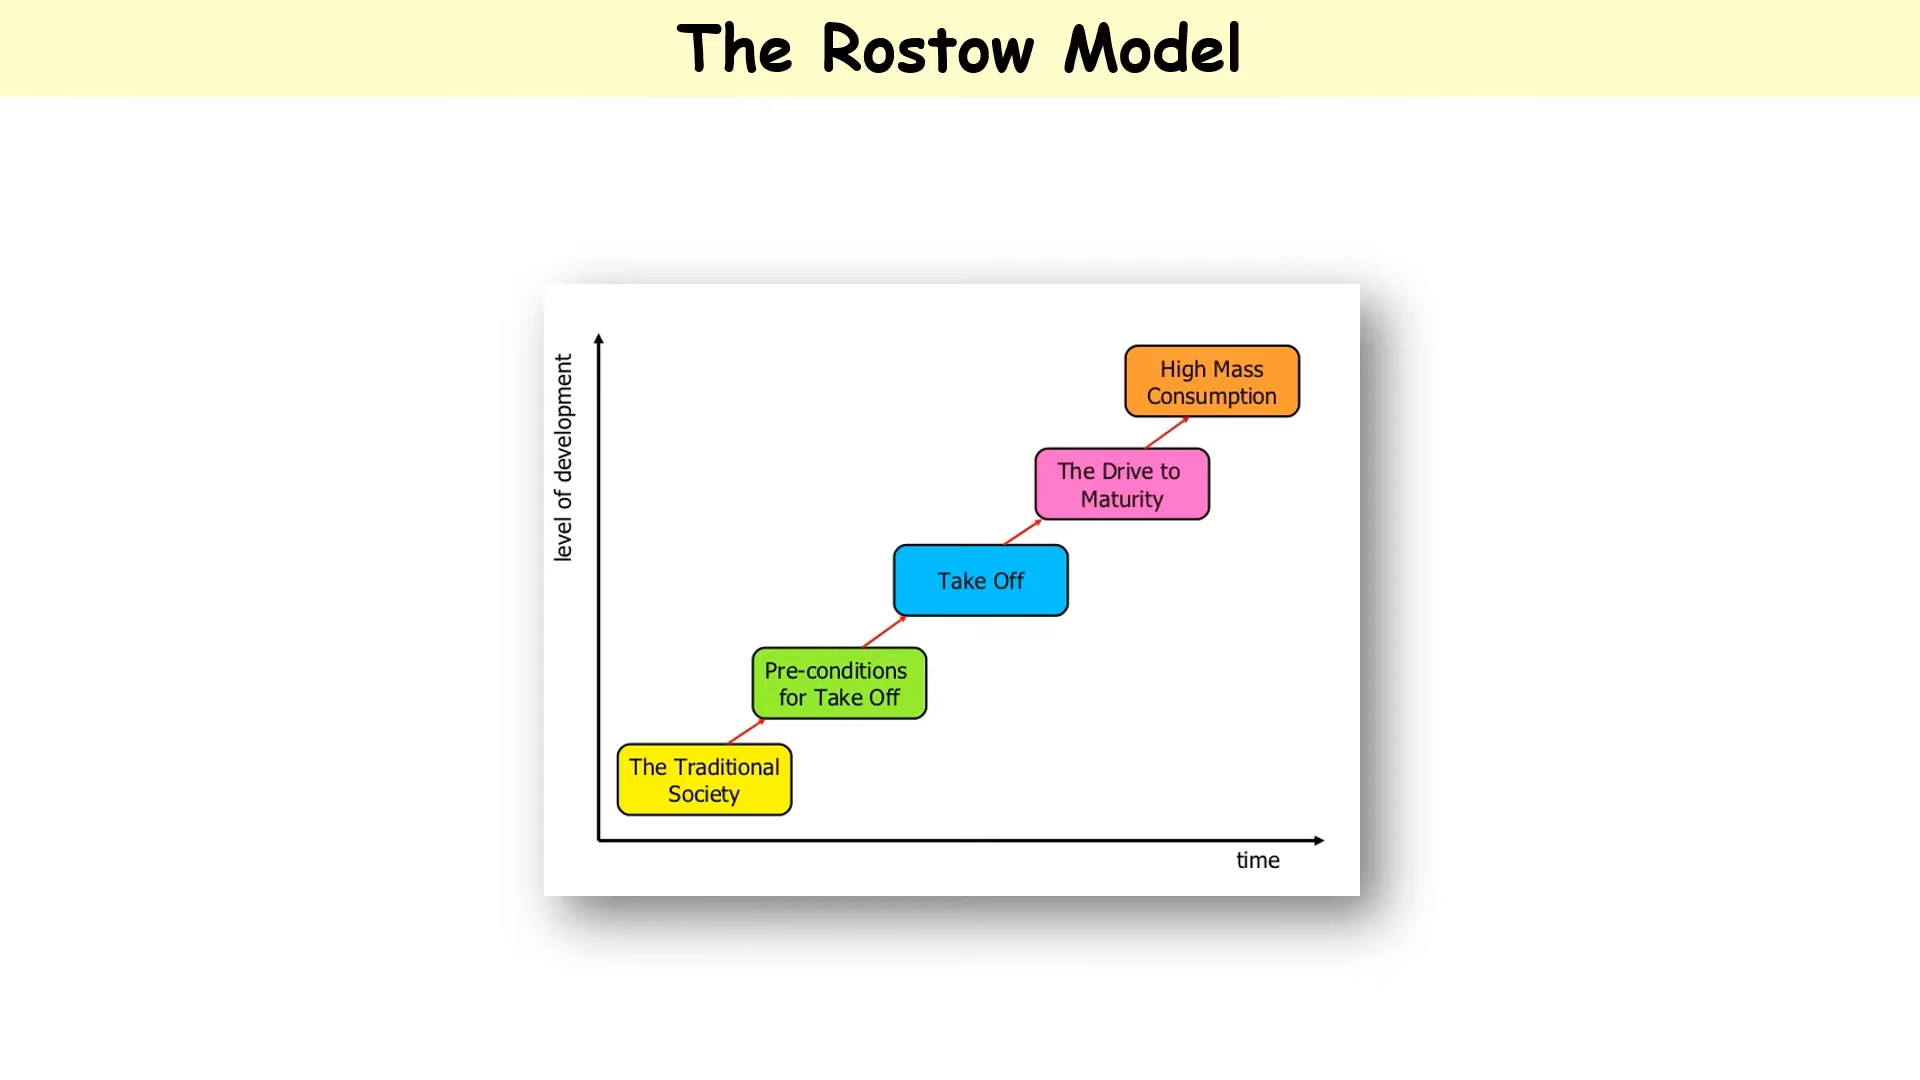 The Rostow Model
level of development
High Mass
Consumption
The Drive to
Maturity
Take Off
Pre-conditions
for Take Off
The Traditional
Society
time